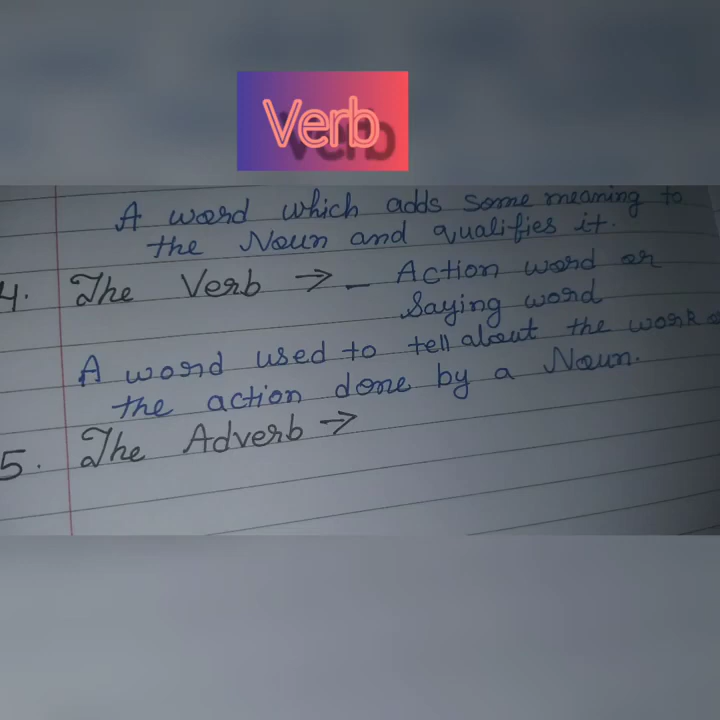 Verb
A word which adds some meaning to
the Noun and qualifies it.
4. The Verb → - Action word or
Saying word
A word used to tell about the work
the action done by a Noun.
5. The Adverb →